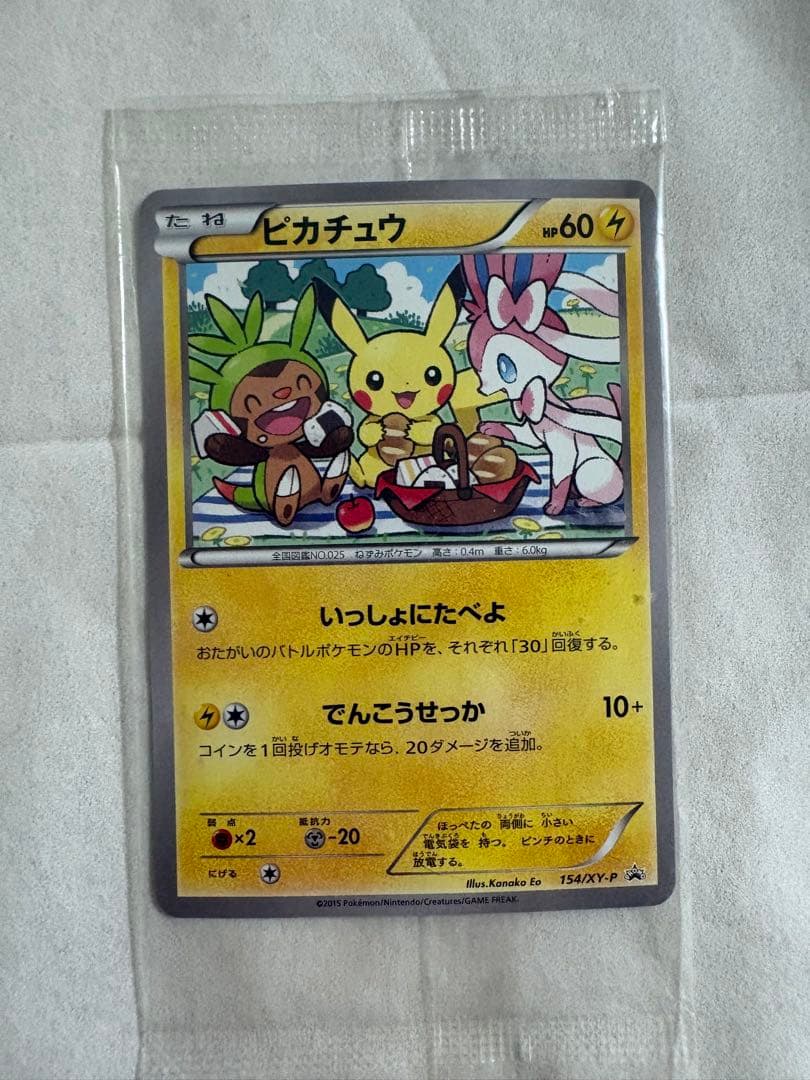 たね ピカチュウ HP60
全国図鑑NO.025 ねずみポケモン 高さ:0.4m 重さ:6.0kg
いっしょにたべよ
おたがいのバトルポケモンのHPを、それぞれ「30」回復する。
でんこうせっか 10+
コインを1回投げオモテなら、20ダメージを追加。
弱点 抵抗力
×2 -20
ほっぺたの 両側に 小さい
電気袋を 持つ。 ピンチのときに
放電する。
にげる
Illus.Kanako Eo 154/XY-P
©2015 Pokémon/Nintendo/Creatures/GAME FREAK.